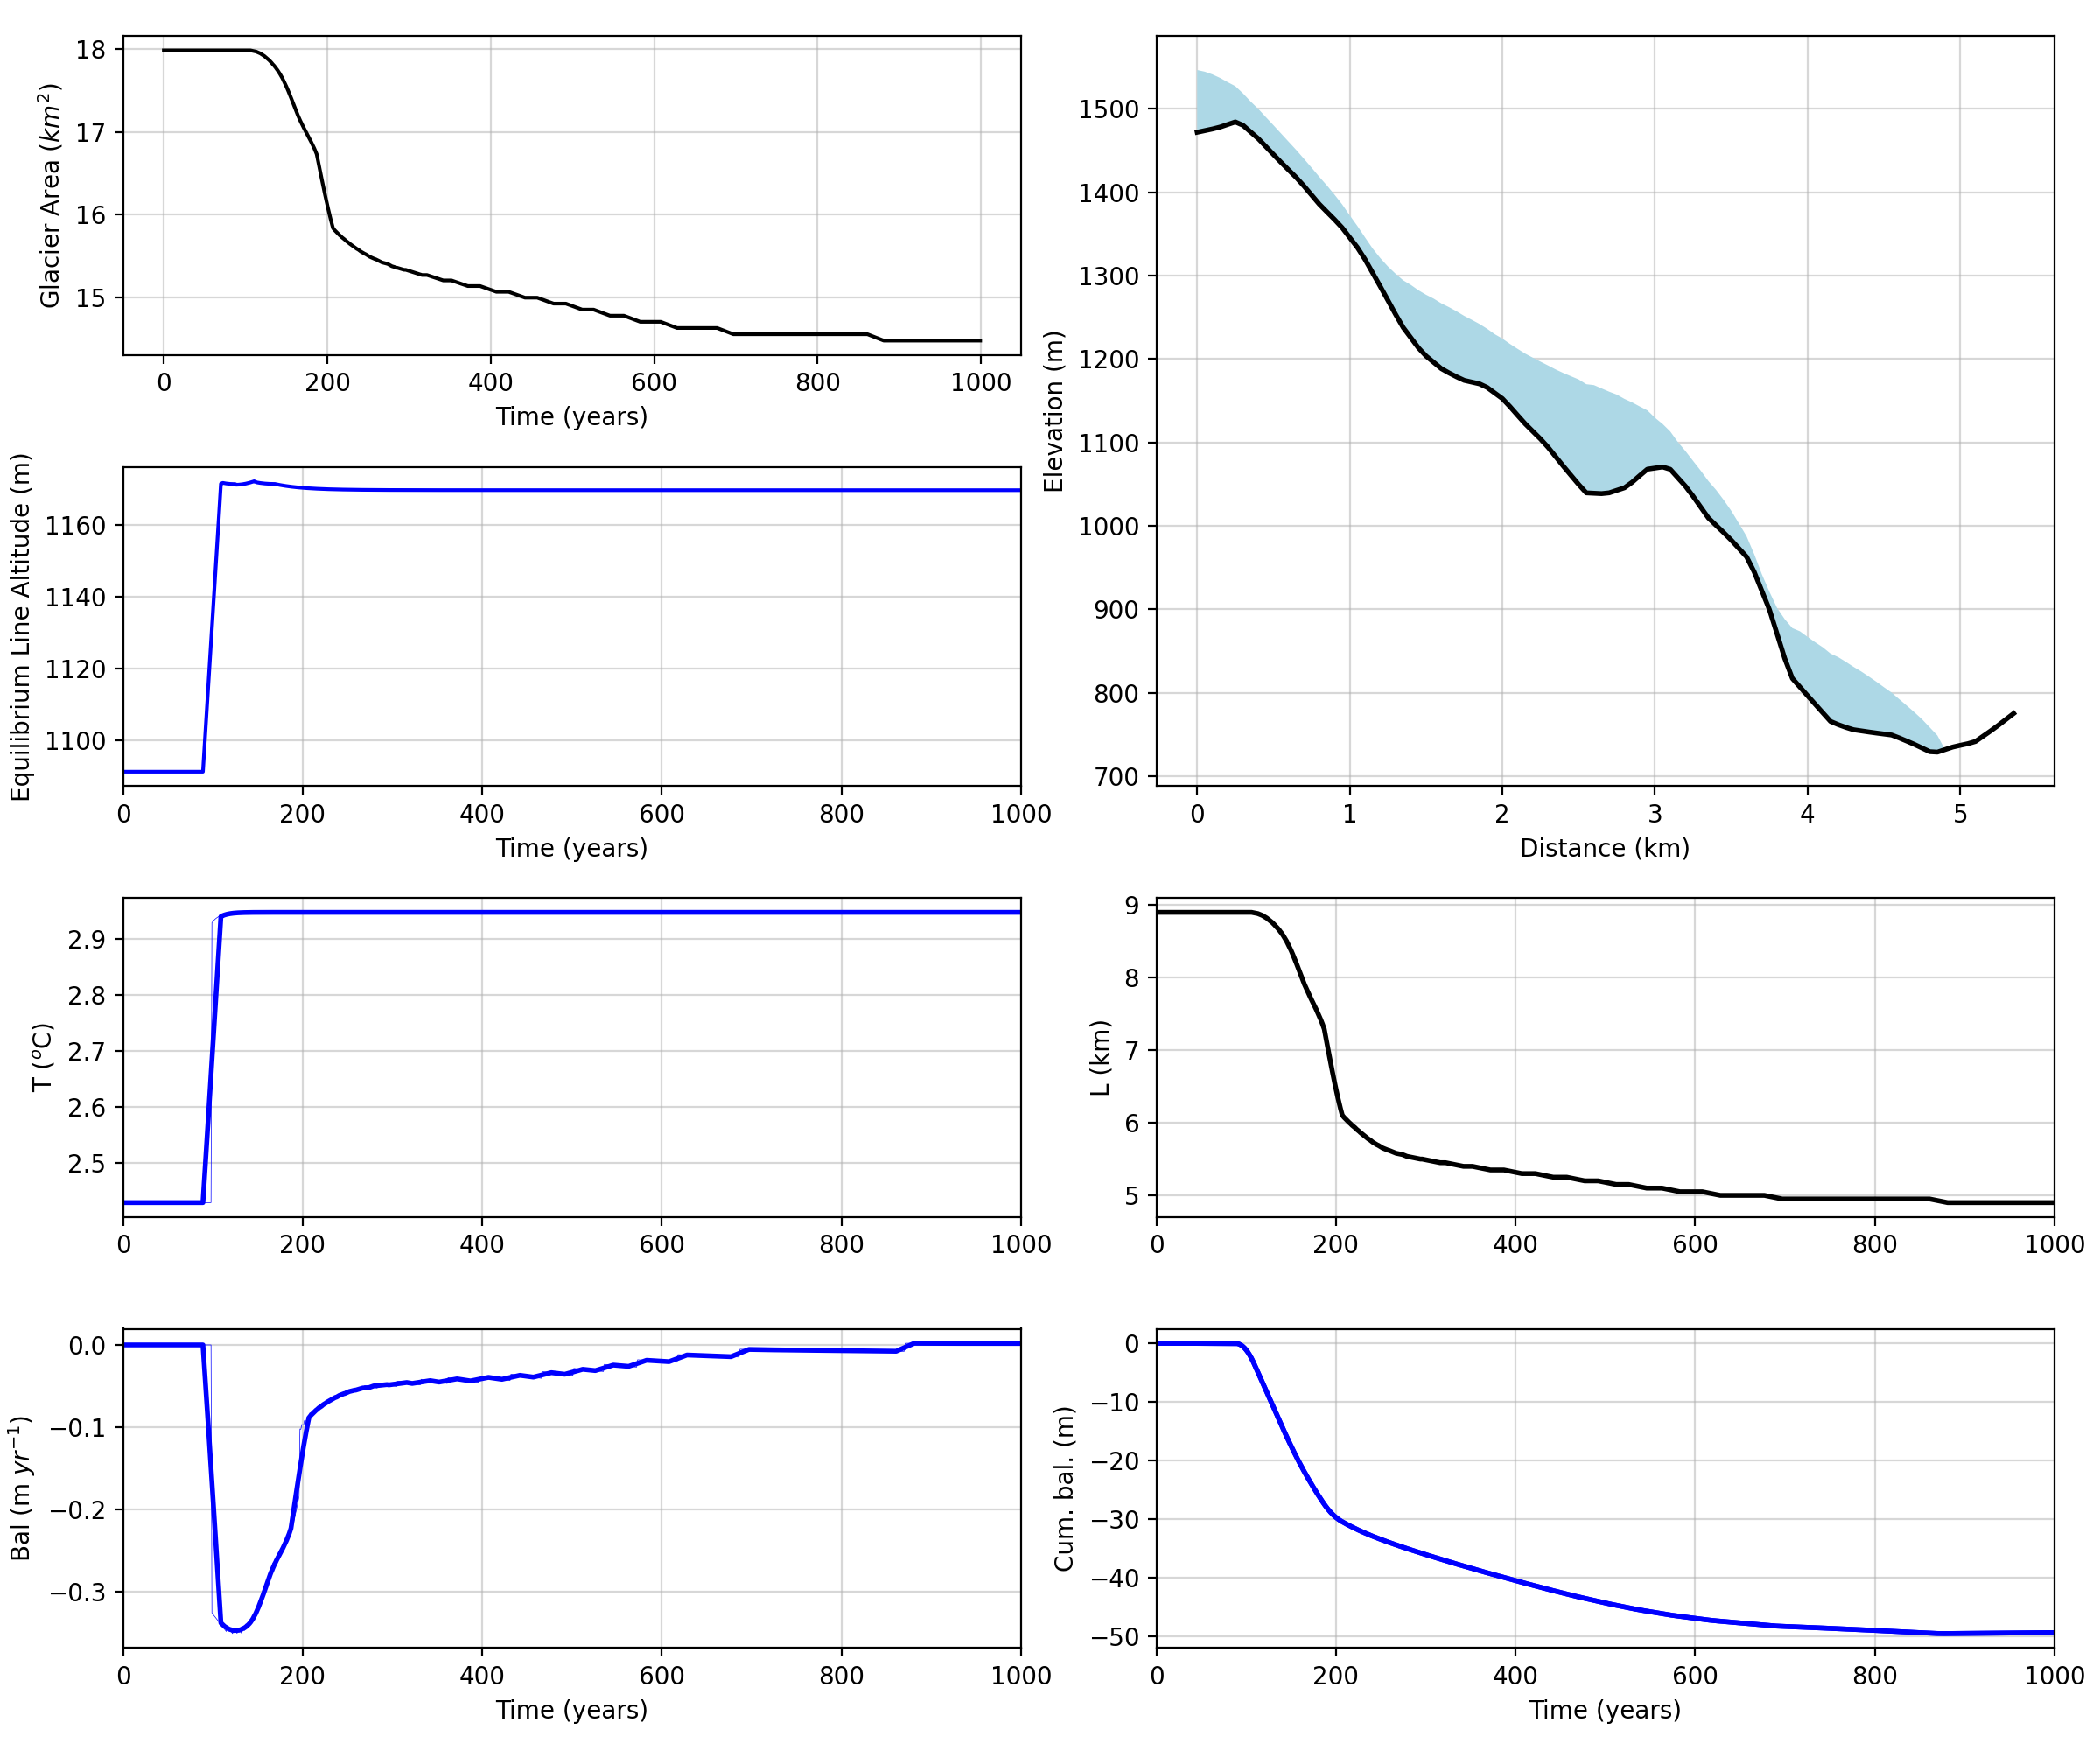 18
17
16
15
Glacier Area (km²)
0 200 400 600 800 1000
Time (years)
1500
1400
1300
1200
1100
1000
900
800
700
Elevation (m)
0 1 2 3 4 5
Distance (km)
1160
1140
1120
1100
Equilibrium Line Altitude (m)
0 200 400 600 800 1000
Time (years)
2.9
2.8
2.7
2.6
2.5
T (°C)
0 200 400 600 800 1000
9
8
7
6
5
L (km)
0 200 400 600 800 1000
0.0
−0.1
−0.2
−0.3
Bal (m yr⁻¹)
0 200 400 600 800 1000
Time (years)
0
−10
−20
−30
−40
−50
Cum. bal. (m)
0 200 400 600 800 1000
Time (years)